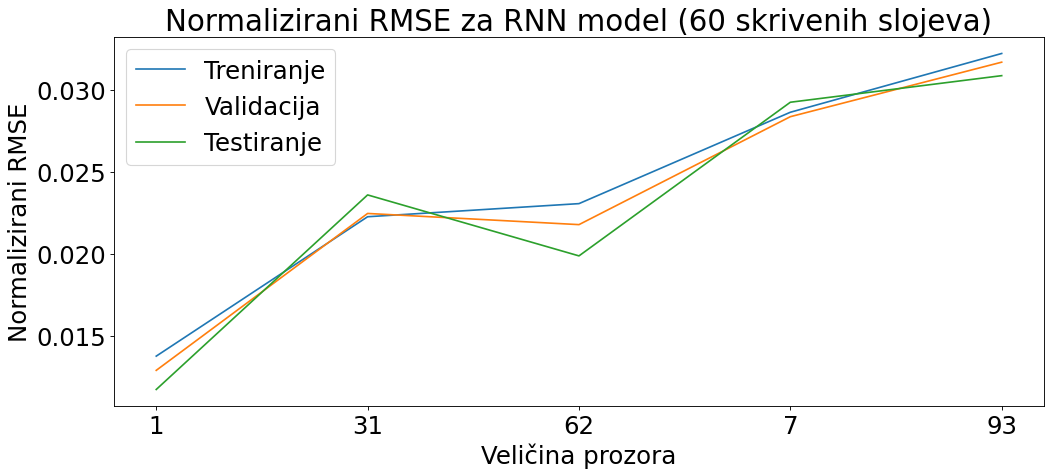 Normalizirani RMSE za RNN model (60 skrivenih slojeva)
Treniranje
Validacija
Testiranje
Normalizirani RMSE
0.030
0.025
0.020
0.015
1 31 62 7 93
Veličina prozora